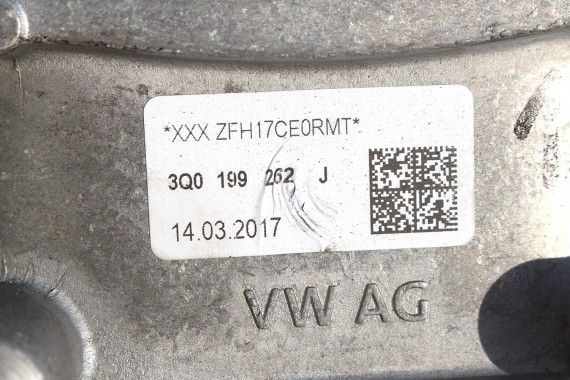 *XXX ZFH17CE0RMT*
3Q0 199 262 J
14.03.2017
VW AG